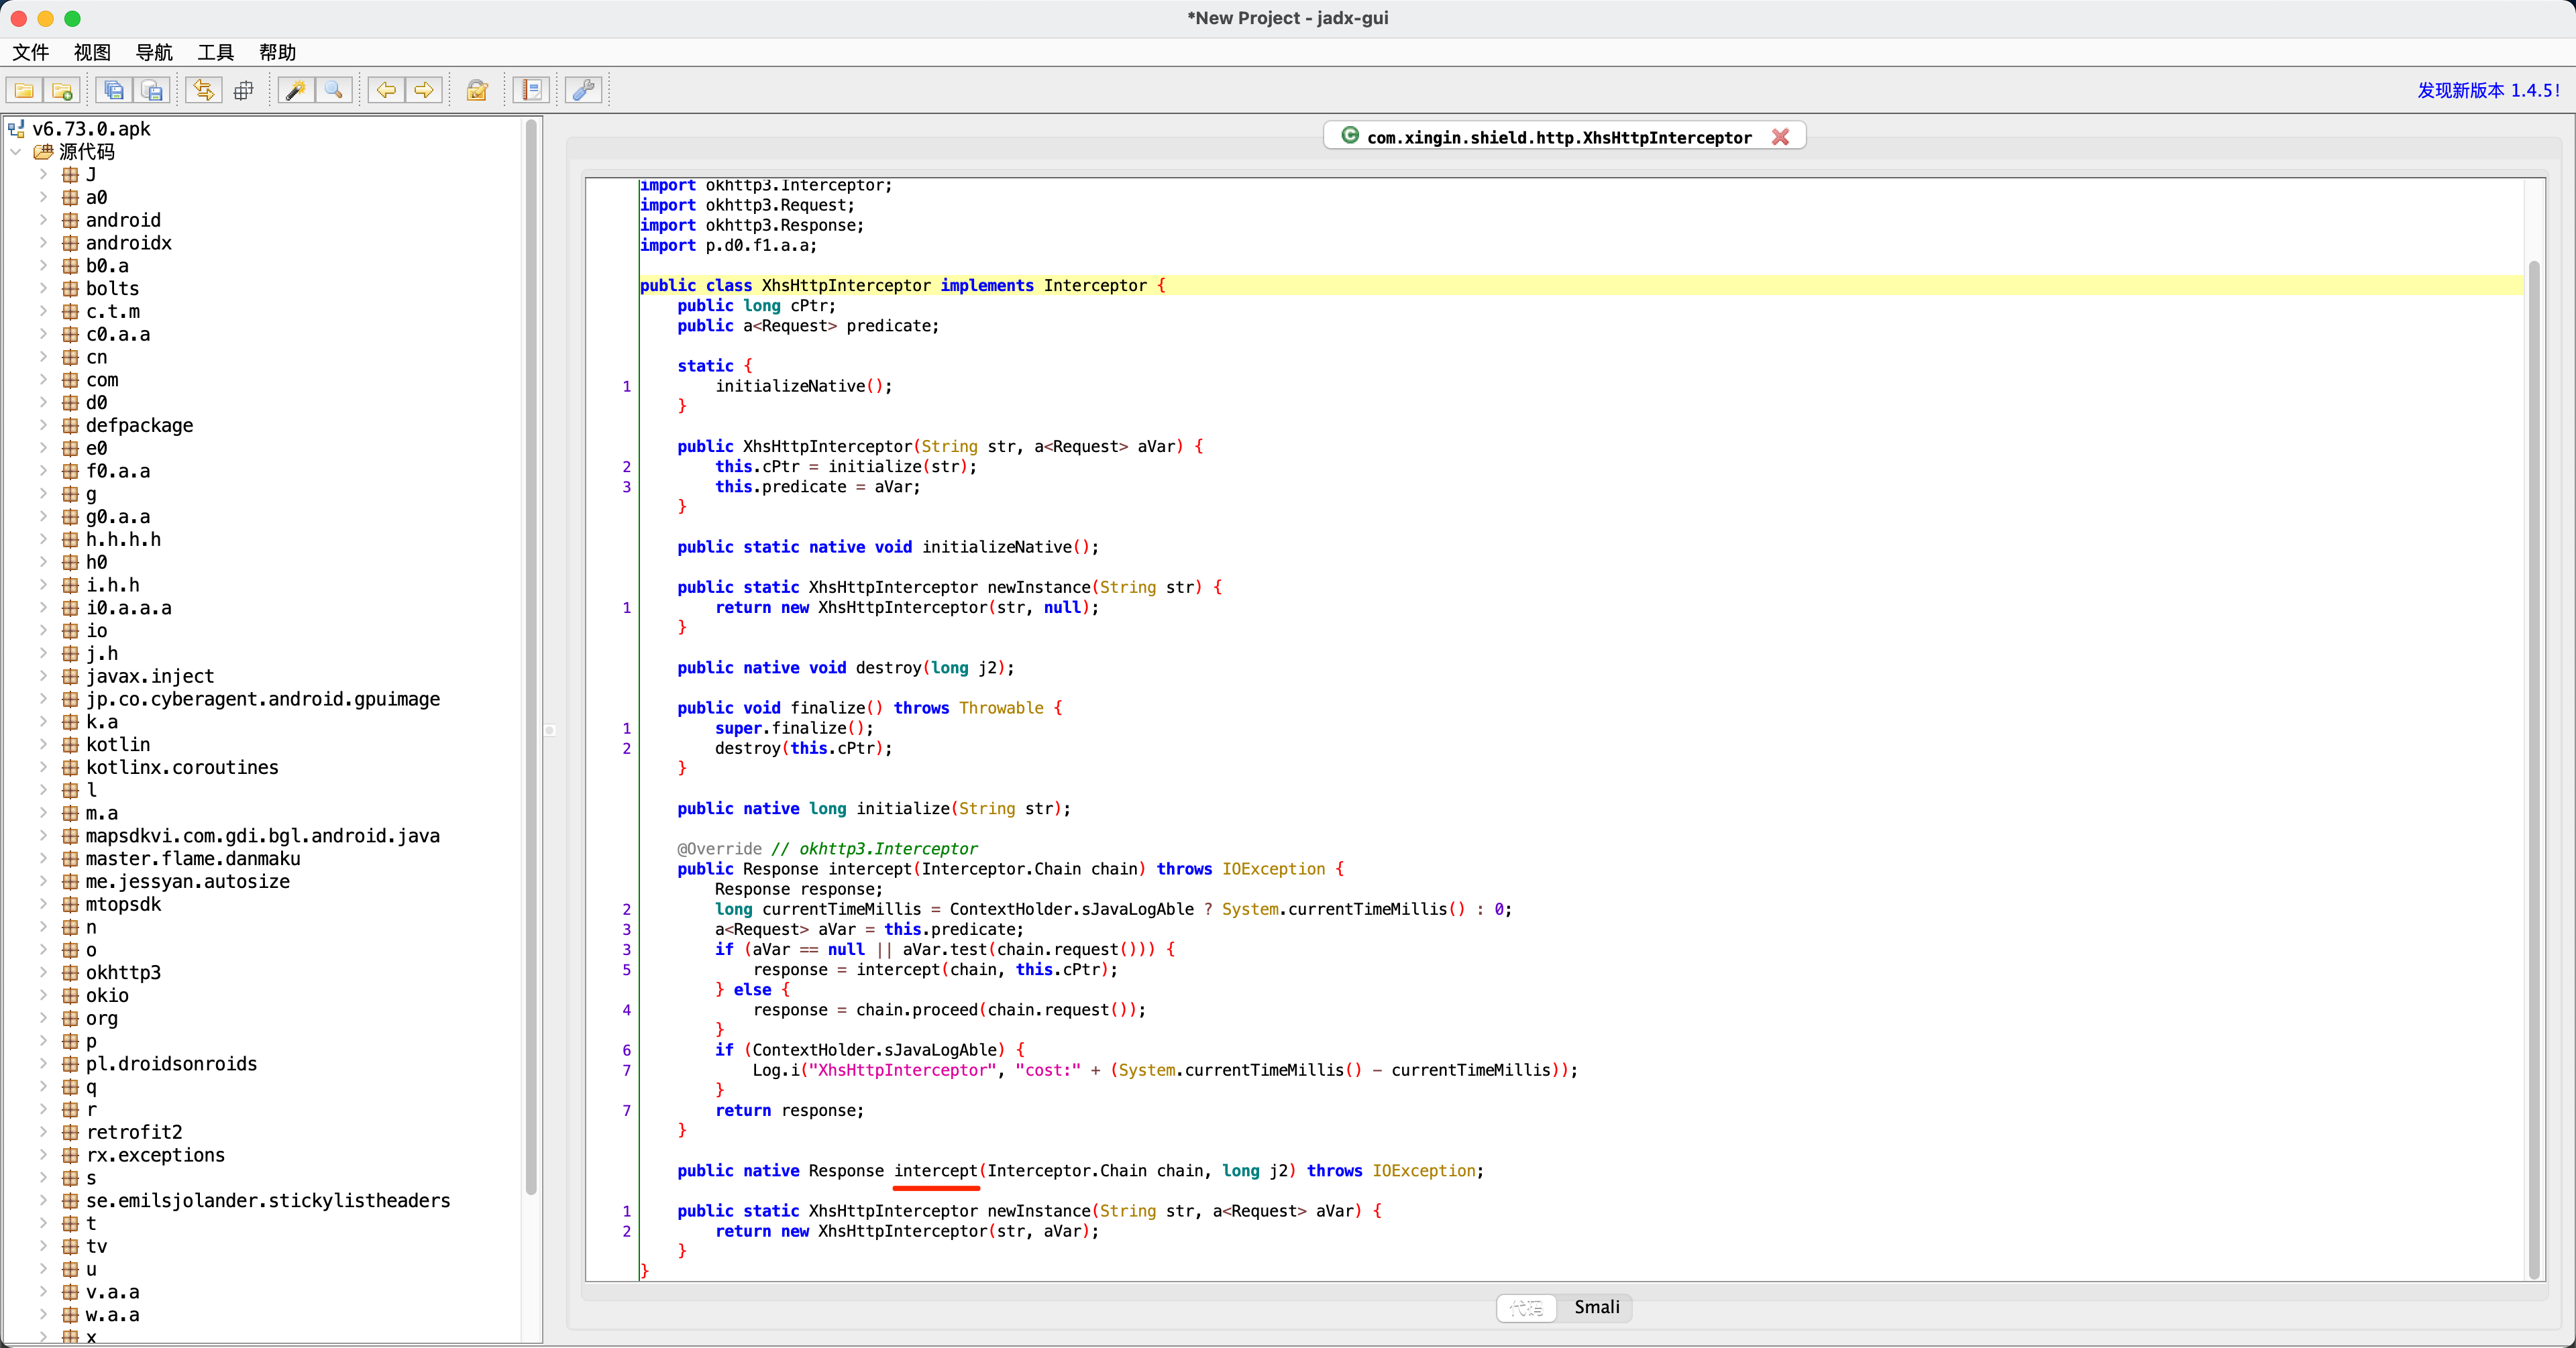 *New Project - jadx-gui
文件 视图 导航 工具 帮助
发现新版本 1.4.5!
v6.73.0.apk
源代码
J
a0
android
androidx
b0.a
bolts
c.t.m
c0.a.a
cn
com
d0
defpackage
e0
f0.a.a
g
g0.a.a
h.h.h.h
h0
i.h.h
i0.a.a.a
io
j.h
javax.inject
jp.co.cyberagent.android.gpuimage
k.a
kotlin
kotlinx.coroutines
l
m.a
mapsdkvi.com.gdi.bgl.android.java
master.flame.danmaku
me.jessyan.autosize
mtopsdk
n
o
okhttp3
okio
org
p
pl.droidsonroids
q
r
retrofit2
rx.exceptions
s
se.emilsjolander.stickylistheaders
t
tv
u
v.a.a
w.a.a
x
com.xingin.shield.http.XhsHttpInterceptor
import okhttp3.Interceptor;
import okhttp3.Request;
import okhttp3.Response;
import p.d0.f1.a.a;
public class XhsHttpInterceptor implements Interceptor {
public long cPtr;
public a<Request> predicate;
static {
1 initializeNative();
}
public XhsHttpInterceptor(String str, a<Request> aVar) {
2 this.cPtr = initialize(str);
3 this.predicate = aVar;
}
public static native void initializeNative();
public static XhsHttpInterceptor newInstance(String str) {
1 return new XhsHttpInterceptor(str, null);
}
public native void destroy(long j2);
public void finalize() throws Throwable {
1 super.finalize();
2 destroy(this.cPtr);
}
public native long initialize(String str);
@Override // okhttp3.Interceptor
public Response intercept(Interceptor.Chain chain) throws IOException {
Response response;
2 long currentTimeMillis = ContextHolder.sJavaLogAble ? System.currentTimeMillis() : 0;
3 a<Request> aVar = this.predicate;
3 if (aVar == null || aVar.test(chain.request())) {
5 response = intercept(chain, this.cPtr);
} else {
4 response = chain.proceed(chain.request());
}
6 if (ContextHolder.sJavaLogAble) {
7 Log.i("XhsHttpInterceptor", "cost:" + (System.currentTimeMillis() - currentTimeMillis));
}
7 return response;
}
public native Response intercept(Interceptor.Chain chain, long j2) throws IOException;
1 public static XhsHttpInterceptor newInstance(String str, a<Request> aVar) {
2 return new XhsHttpInterceptor(str, aVar);
}
}
代码 Smali